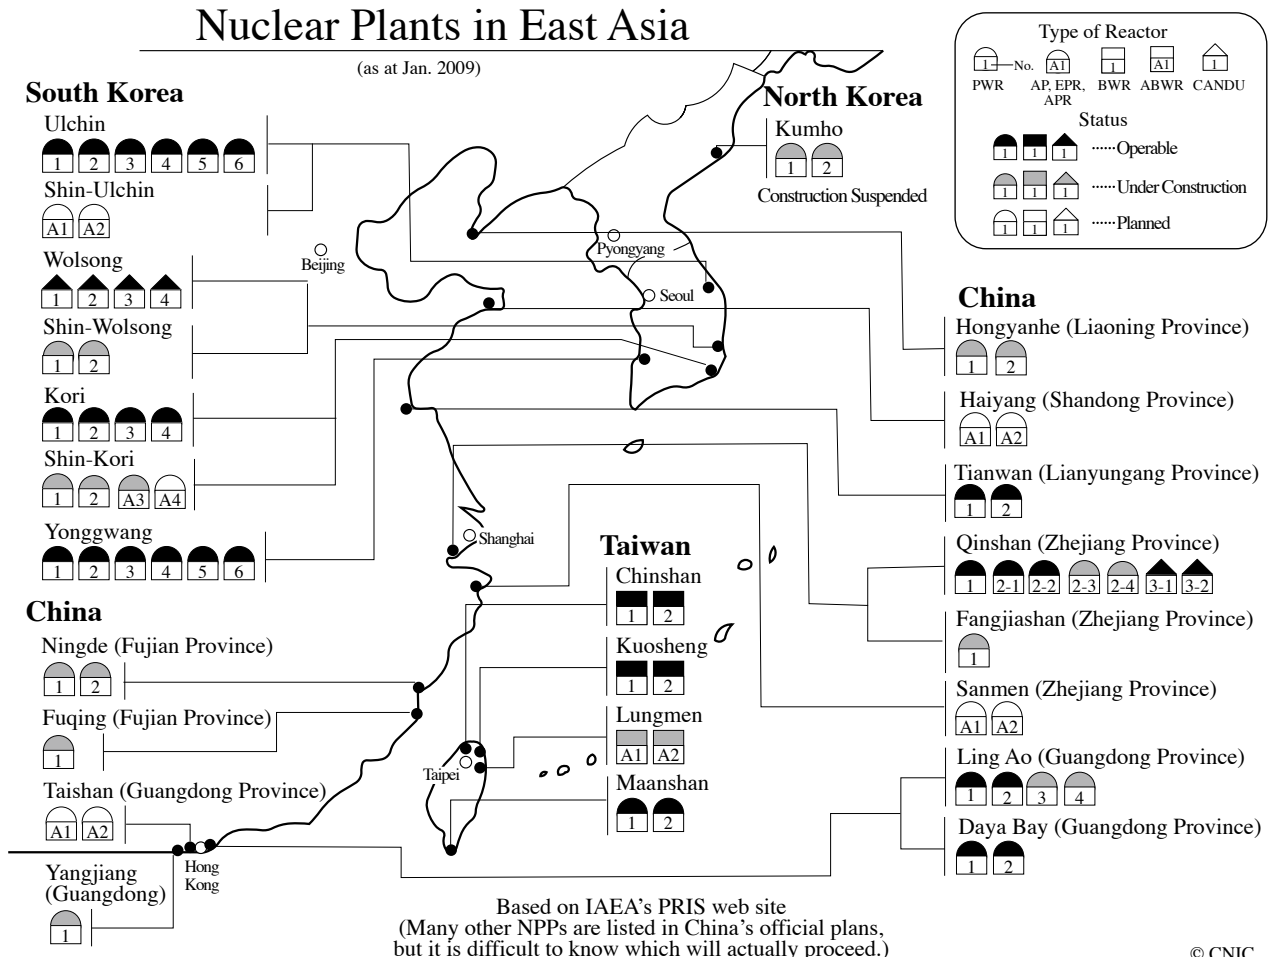 Nuclear Plants in East Asia
(as at Jan. 2009)
Type of Reactor
1 No. A1 1 A1 1
PWR AP, EPR, APR BWR ABWR CANDU
Status
1 1 1 ······Operable
1 1 1 ······Under Construction
1 1 1 ······Planned
South Korea
Ulchin
1 2 3 4 5 6
Shin-Ulchin
A1 A2
Wolsong
1 2 3 4
Shin-Wolsong
1 2
Kori
1 2 3 4
Shin-Kori
1 2 A3 A4
Yonggwang
1 2 3 4 5 6
China
Ningde (Fujian Province)
1 2
Fuqing (Fujian Province)
1
Taishan (Guangdong Province)
A1 A2
Yangjiang
(Guangdong)
1
North Korea
Kumho
1 2
Construction Suspended
Beijing
Pyongyang
Seoul
Shanghai
Taipei
Hong
Kong
Taiwan
Chinshan
1 2
Kuosheng
1 2
Lungmen
A1 A2
Maanshan
1 2
China
Hongyanhe (Liaoning Province)
1 2
Haiyang (Shandong Province)
A1 A2
Tianwan (Lianyungang Province)
1 2
Qinshan (Zhejiang Province)
1 2-1 2-2 2-3 2-4 3-1 3-2
Fangjiashan (Zhejiang Province)
1
Sanmen (Zhejiang Province)
A1 A2
Ling Ao (Guangdong Province)
1 2 3 4
Daya Bay (Guangdong Province)
1 2
Based on IAEA's PRIS web site
(Many other NPPs are listed in China's official plans,
but it is difficult to know which will actually proceed.)
© CNIC